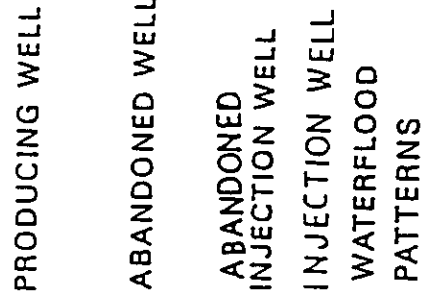 PRODUCING WELL
ABANDONED WELL
ABANDONED
INJECTION WELL
INJECTION WELL
WATERFLOOD
PATTERNS